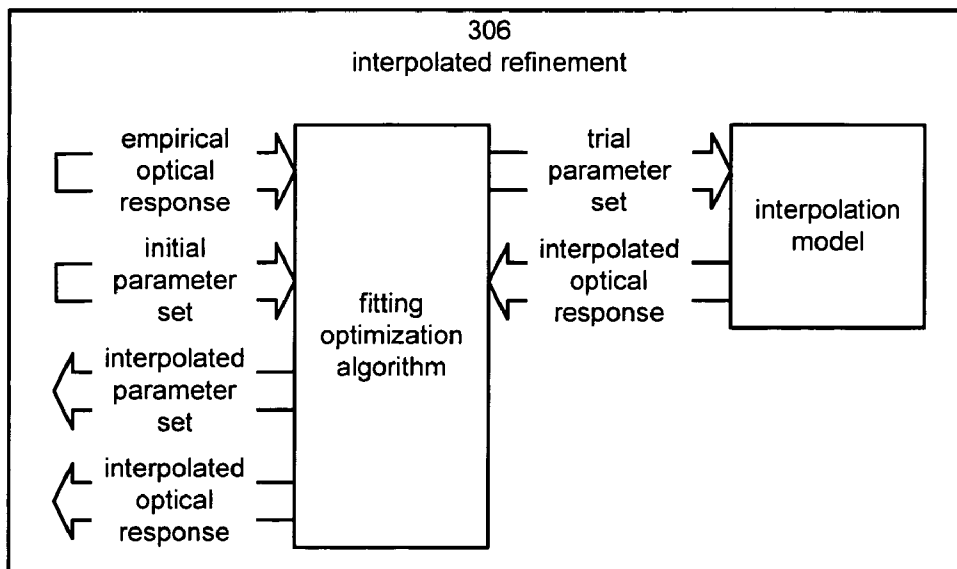 306
interpolated refinement
empirical
optical
response
initial
parameter
set
interpolated
parameter
set
interpolated
optical
response
fitting
optimization
algorithm
trial
parameter
set
interpolated
optical
response
interpolation
model